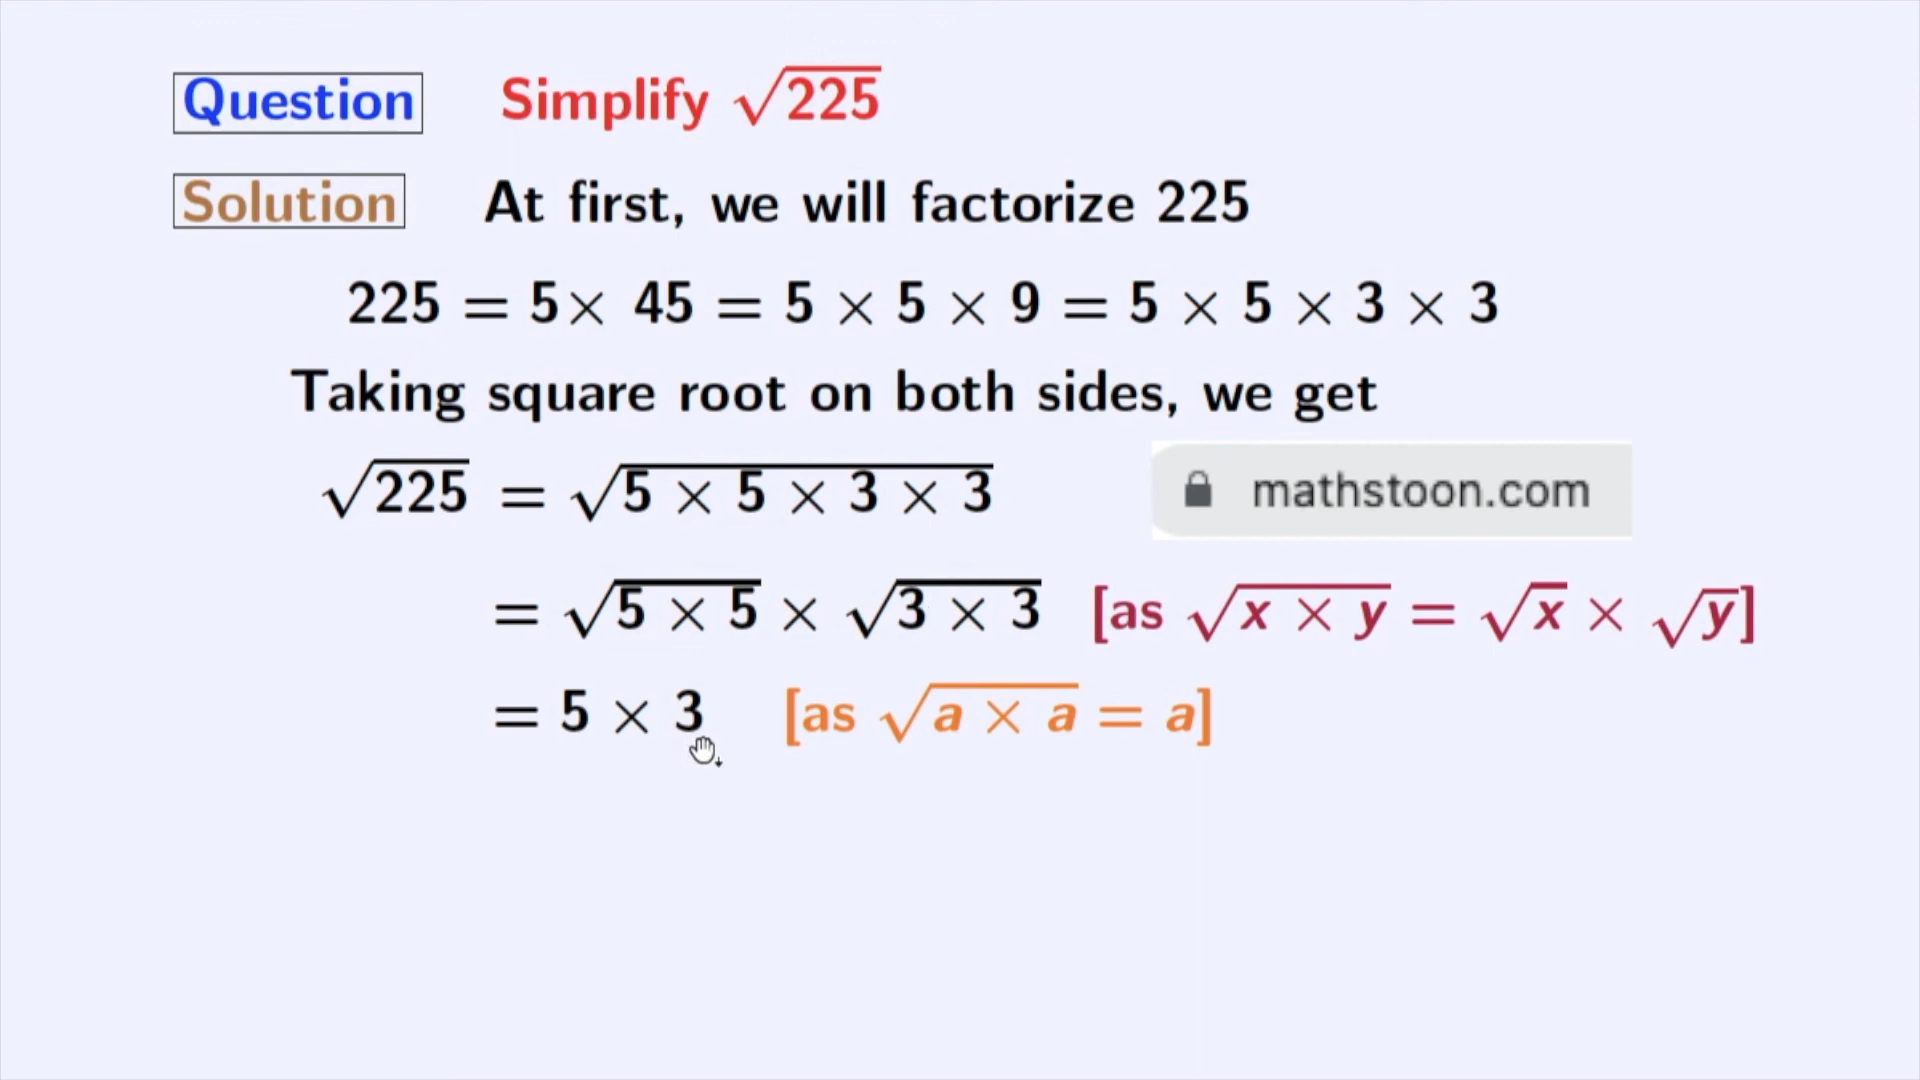 Question Simplify √225
Solution At first, we will factorize 225
225 = 5× 45 = 5 × 5 × 9 = 5 × 5 × 3 × 3
Taking square root on both sides, we get
√225 = √5 × 5 × 3 × 3
mathstoon.com
= √5 × 5 × √3 × 3 [as √x × y = √x × √y]
= 5 × 3 [as √a × a = a]